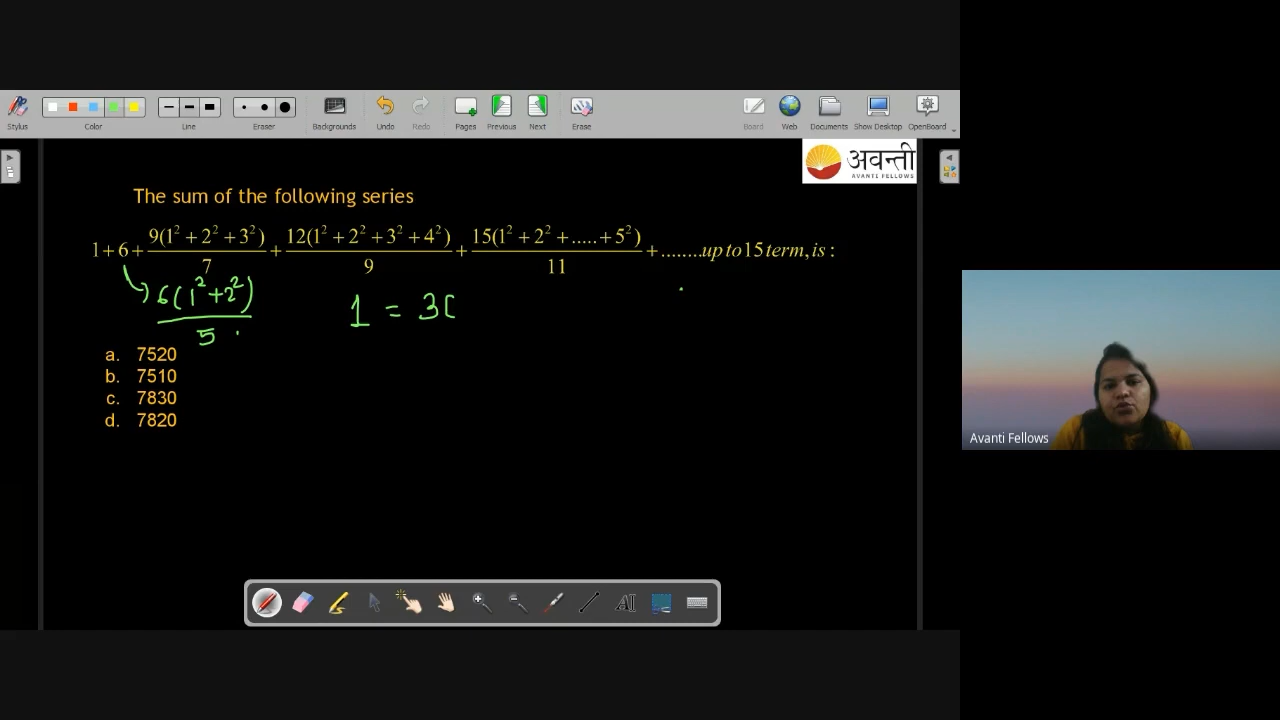 Stylus Color Line Eraser Backgrounds Undo Redo Pages Previous Next Erase Board Web Documents Show Desktop OpenBoard
अवन्ती
AVANTI FELLOWS
The sum of the following series
1 + 6 + 9(1² + 2² + 3²)/7 + 12(1² + 2² + 3² + 4²)/9 + 15(1² + 2² + ..... + 5²)/11 + ........up to 15 term, is :
6(1² + 2²)/5
1 = 3(
a. 7520
b. 7510
c. 7830
d. 7820
AI
Avanti Fellows